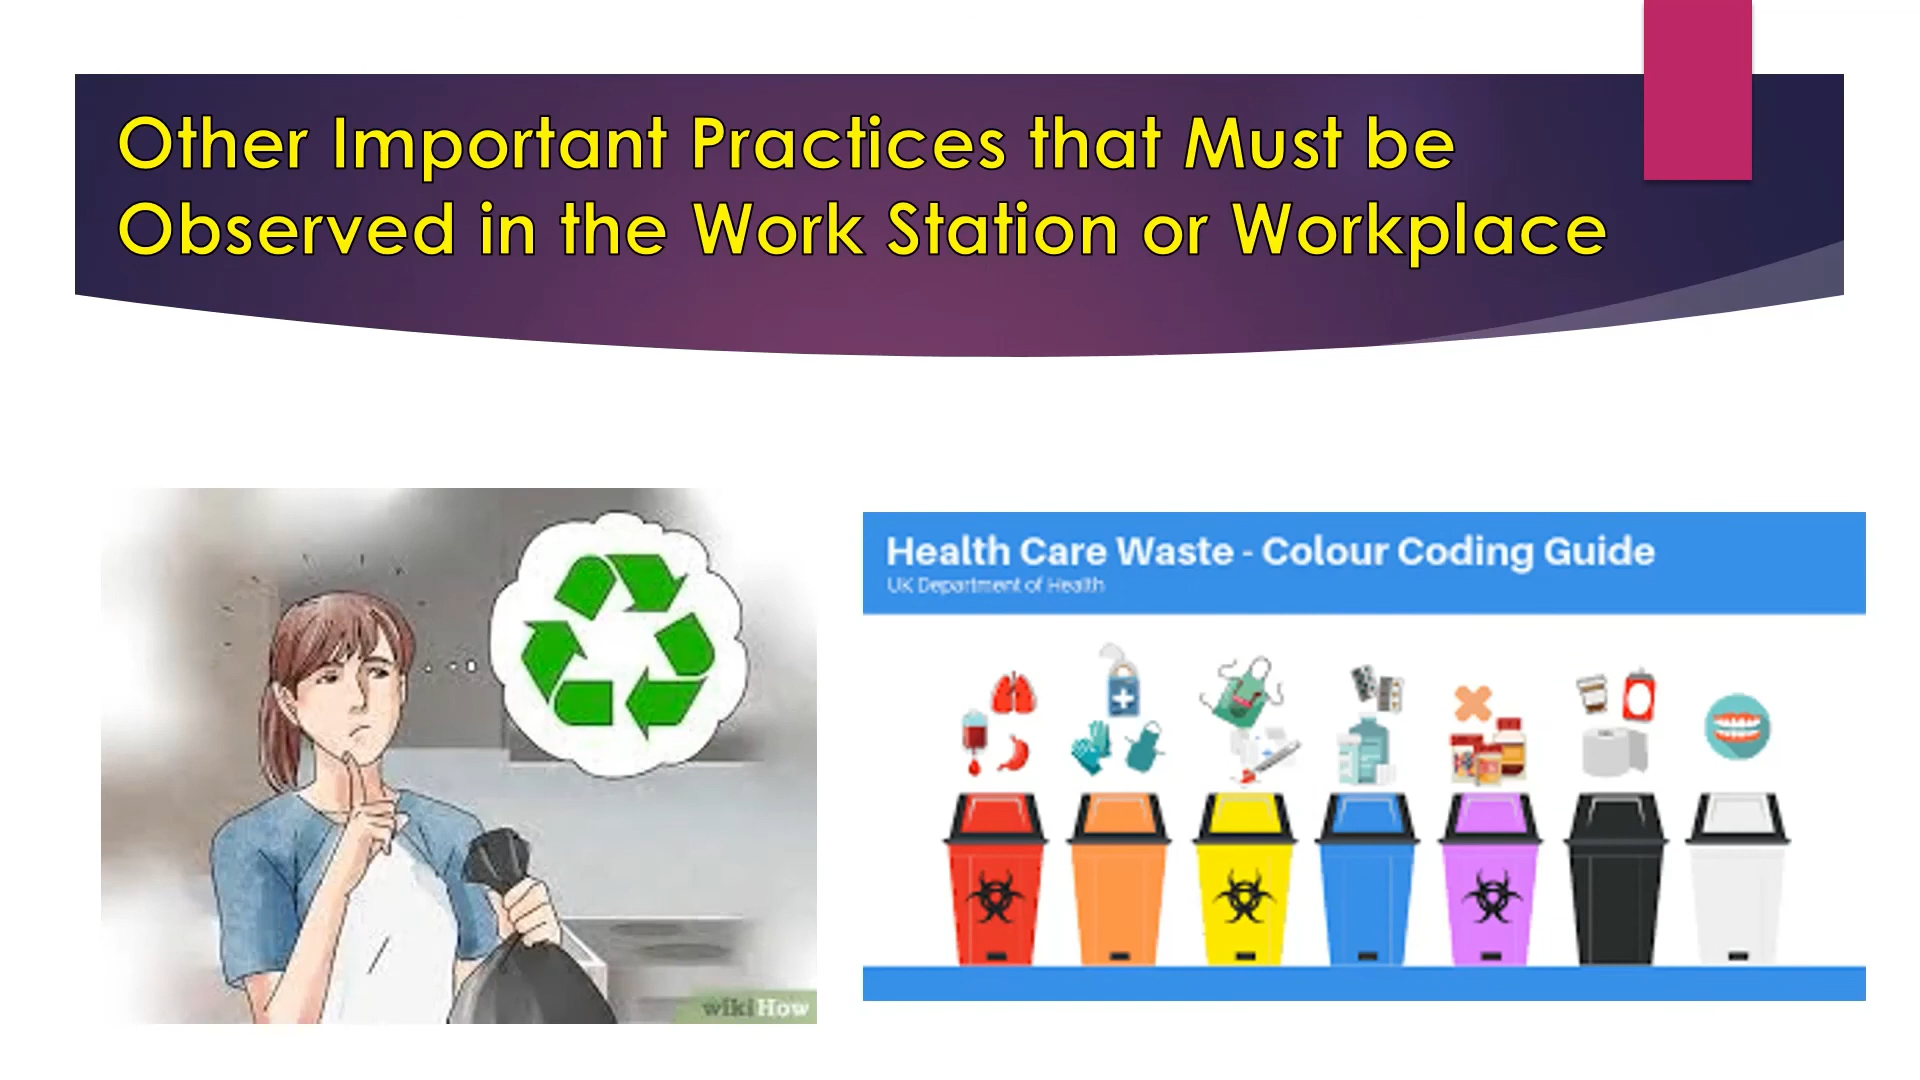 Other Important Practices that Must be
Observed in the Work Station or Workplace
wikiHow
Health Care Waste - Colour Coding Guide
UK Department of Health